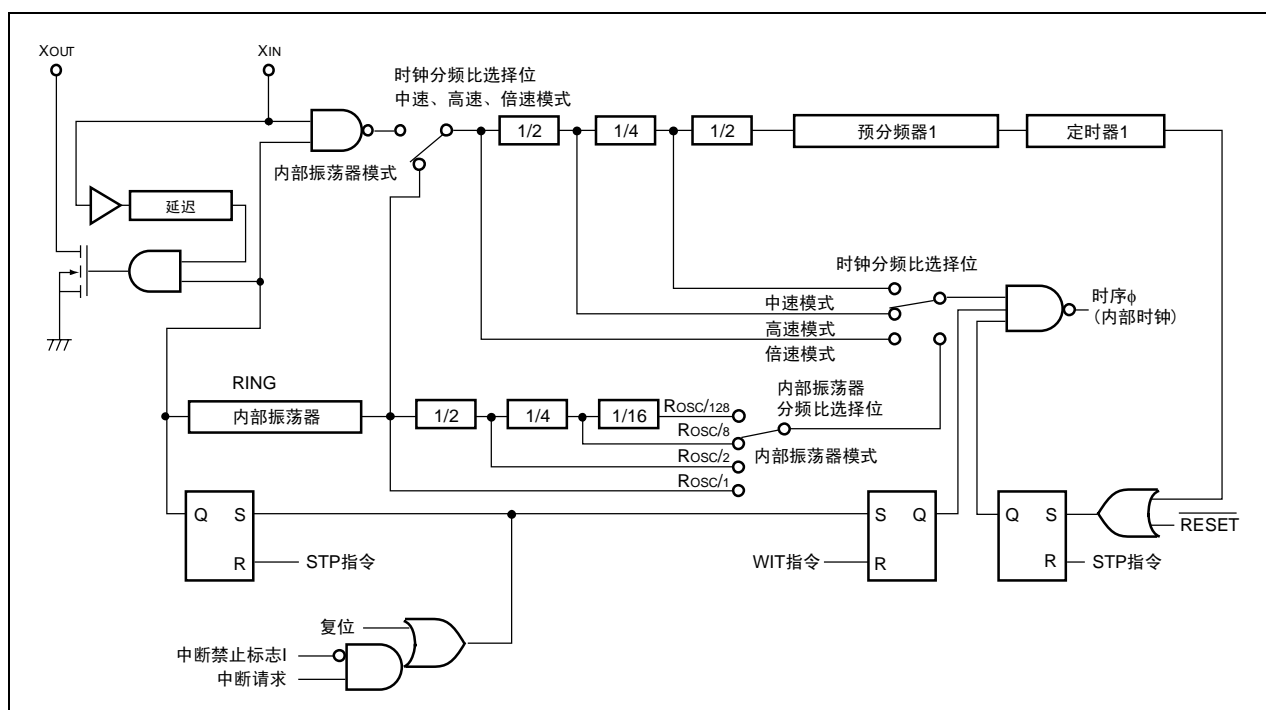 XOUT
XIN
时钟分频比选择位
中速、高速、倍速模式
1/2
1/4
1/2
预分频器1
定时器1
内部振荡器模式
延迟
时钟分频比选择位
中速模式
高速模式
倍速模式
时序ϕ
(内部时钟)
RING
内部振荡器
1/2
1/4
1/16
ROSC/128
ROSC/8
ROSC/2
ROSC/1
内部振荡器
分频比选择位
内部振荡器模式
Q
S
R
STP指令
WIT指令
S
Q
R
Q
S
R
STP指令
RESET
复位
中断禁止标志I
中断请求